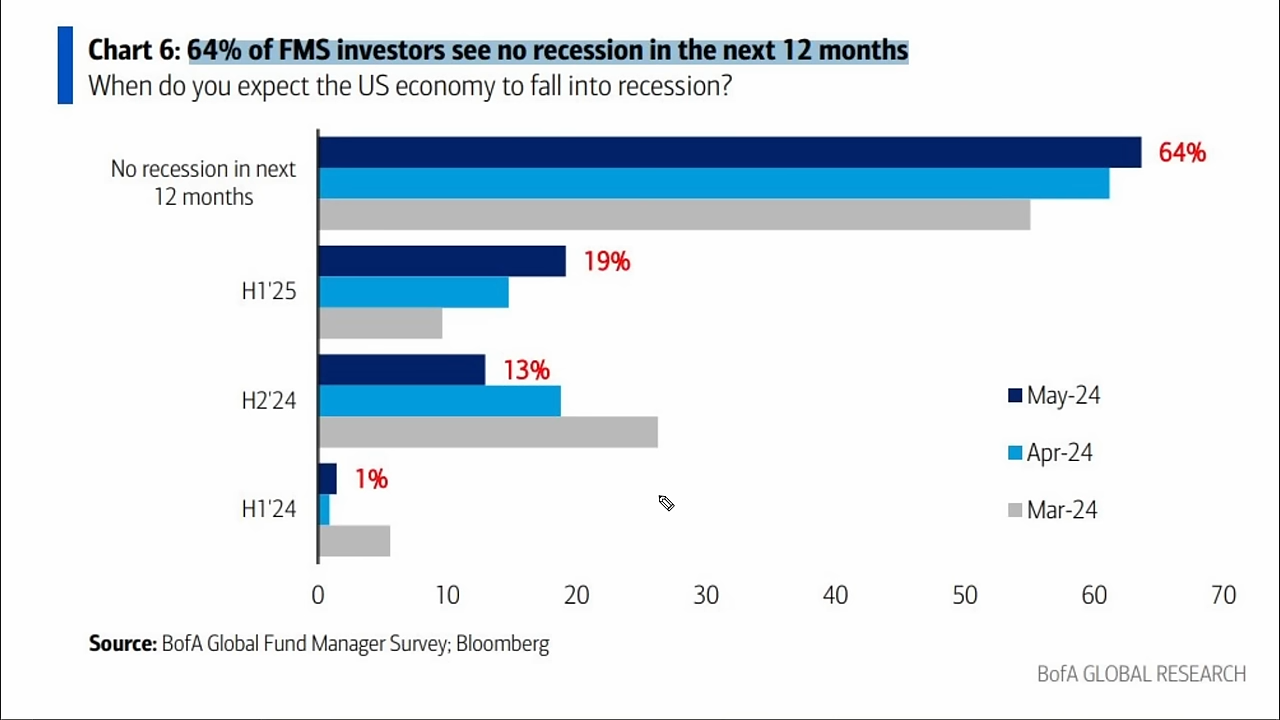 Chart 6: 64% of FMS investors see no recession in the next 12 months
When do you expect the US economy to fall into recession?
No recession in next
12 months
64%
H1'25
19%
H2'24
13%
H1'24
1%
May-24
Apr-24
Mar-24
0 10 20 30 40 50 60 70
Source: BofA Global Fund Manager Survey; Bloomberg
BofA GLOBAL RESEARCH